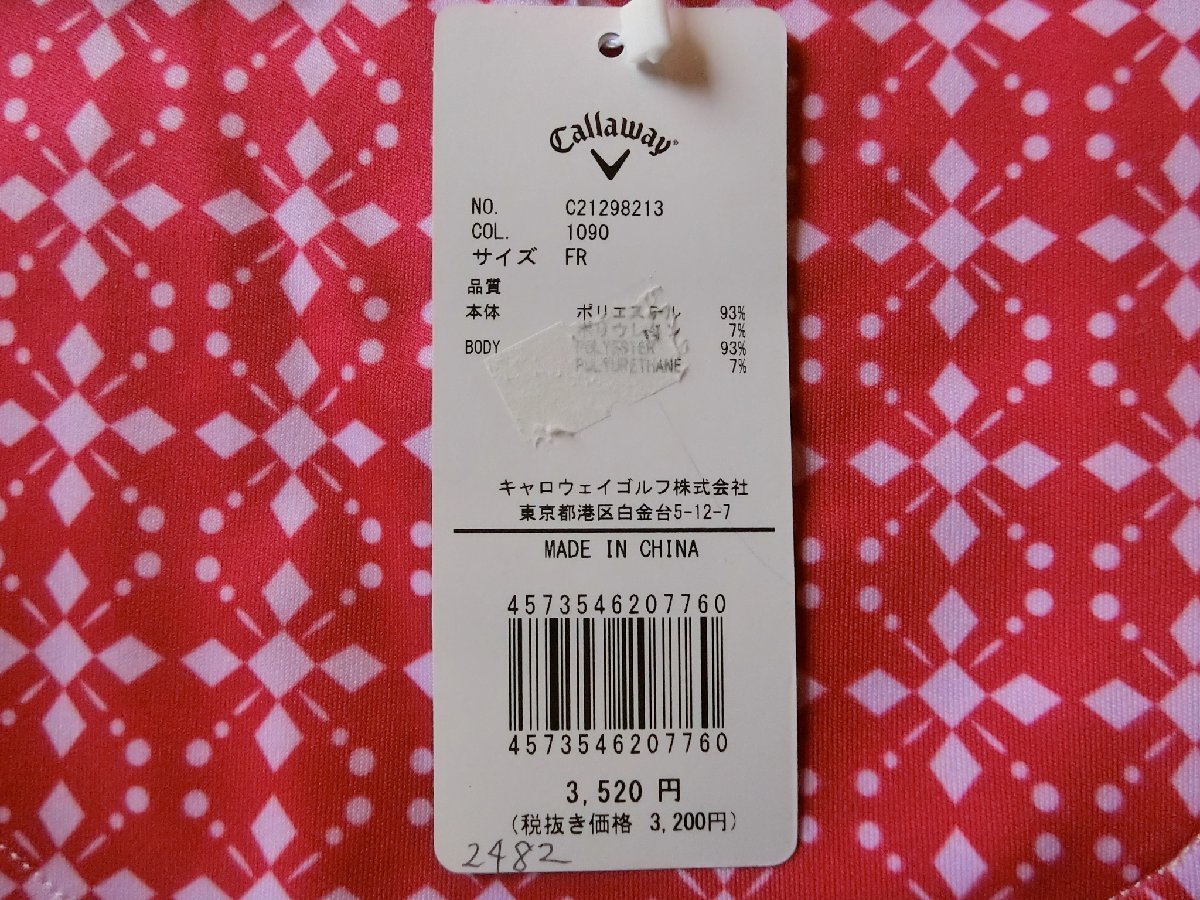 Callaway
NO. C21298213
COL. 1090
サイズ FR
品質
本体 ポリエステル 93%
ポリウレタン 7%
BODY POLYESTER 93%
POLYURETHANE 7%
キャロウェイゴルフ株式会社
東京都港区白金台5-12-7
MADE IN CHINA
4573546207760
4573546207760
3,520 円
(税抜き価格 3,200円)
2482